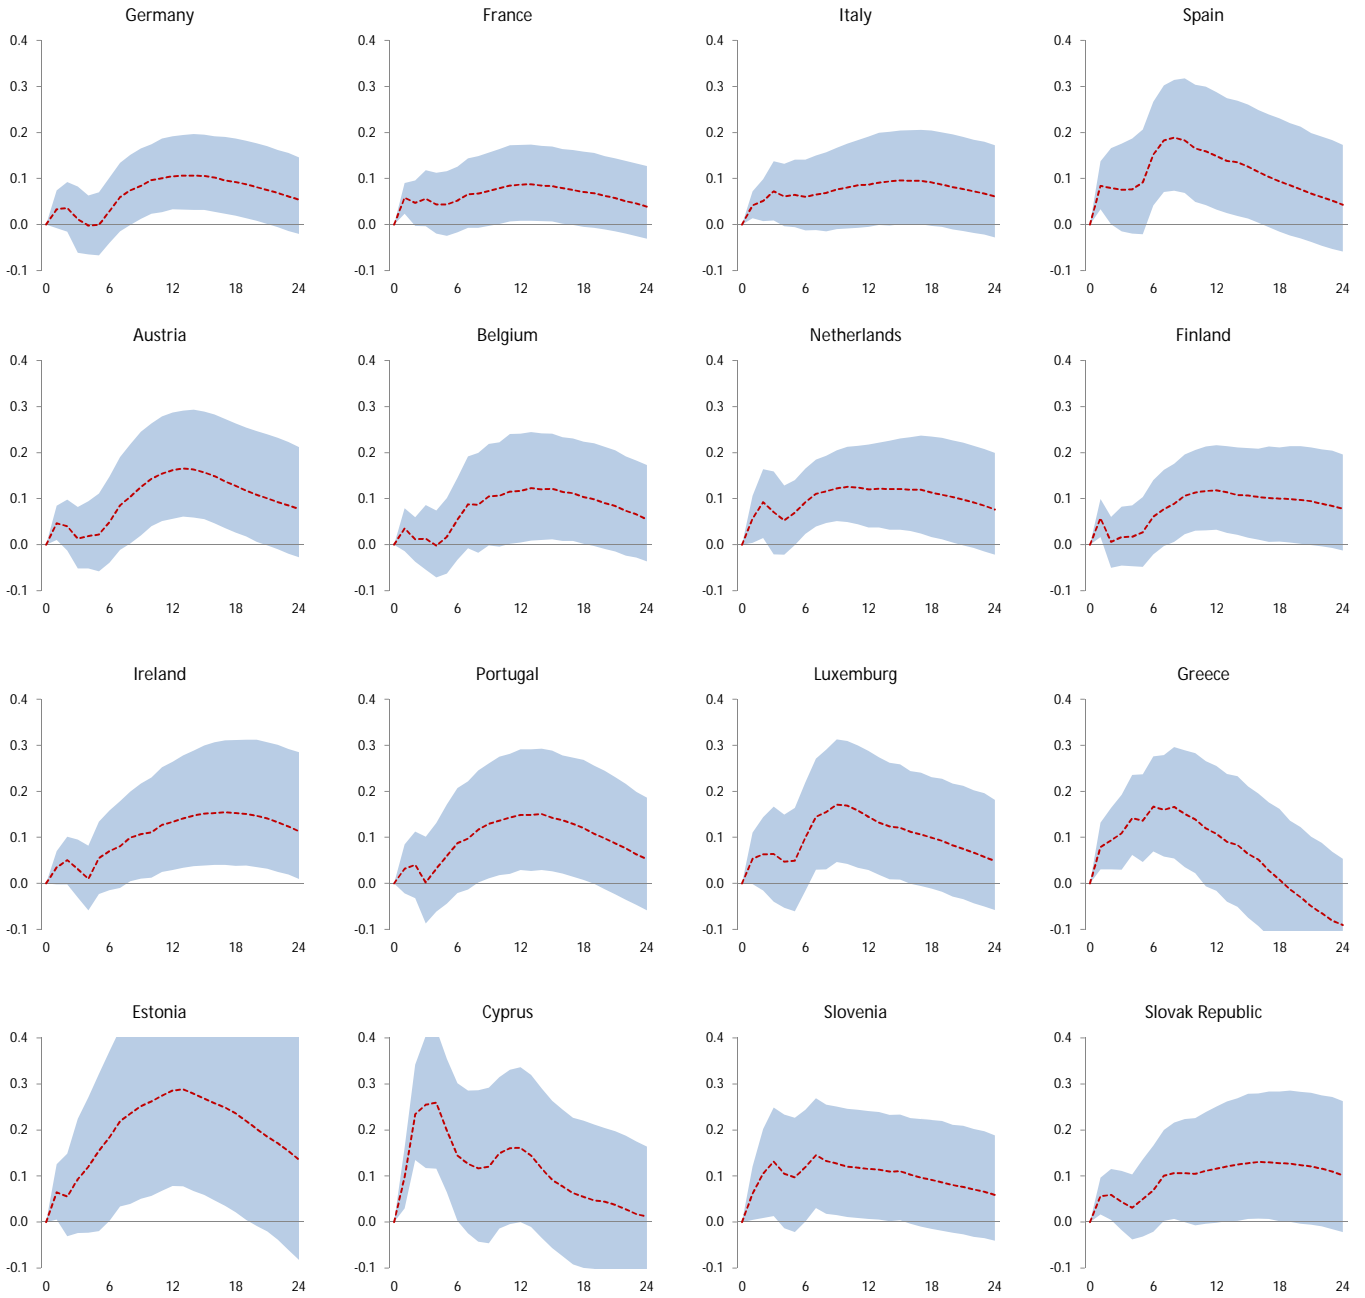 Germany France Italy Spain
0.4 0.4 0.4 0.4
0.3 0.3 0.3 0.3
0.2 0.2 0.2 0.2
0.1 0.1 0.1 0.1
0.0 0.0 0.0 0.0
-0.1 -0.1 -0.1 -0.1
0 6 12 18 24 0 6 12 18 24 0 6 12 18 24 0 6 12 18 24
Austria Belgium Netherlands Finland
0.4 0.4 0.4 0.4
0.3 0.3 0.3 0.3
0.2 0.2 0.2 0.2
0.1 0.1 0.1 0.1
0.0 0.0 0.0 0.0
-0.1 -0.1 -0.1 -0.1
0 6 12 18 24 0 6 12 18 24 0 6 12 18 24 0 6 12 18 24
Ireland Portugal Luxemburg Greece
0.4 0.4 0.4 0.4
0.3 0.3 0.3 0.3
0.2 0.2 0.2 0.2
0.1 0.1 0.1 0.1
0.0 0.0 0.0 0.0
-0.1 -0.1 -0.1 -0.1
0 6 12 18 24 0 6 12 18 24 0 6 12 18 24 0 6 12 18 24
Estonia Cyprus Slovenia Slovak Republic
0.4 0.4 0.4 0.4
0.3 0.3 0.3 0.3
0.2 0.2 0.2 0.2
0.1 0.1 0.1 0.1
0.0 0.0 0.0 0.0
-0.1 -0.1 -0.1 -0.1
0 6 12 18 24 0 6 12 18 24 0 6 12 18 24 0 6 12 18 24